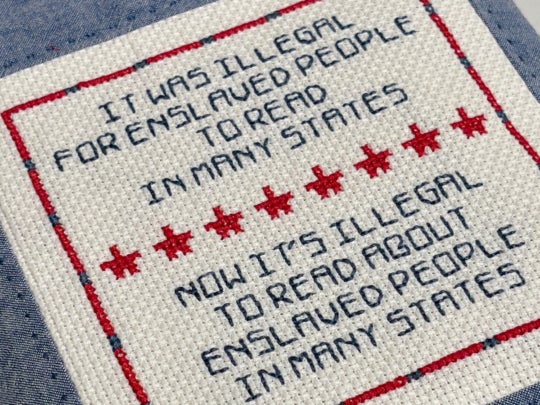 IT WAS ILLEGAL
FOR ENSLAVED PEOPLE
TO READ
IN MANY STATES
NOW IT'S ILLEGAL
TO READ ABOUT
ENSLAVED PEOPLE
IN MANY STATES